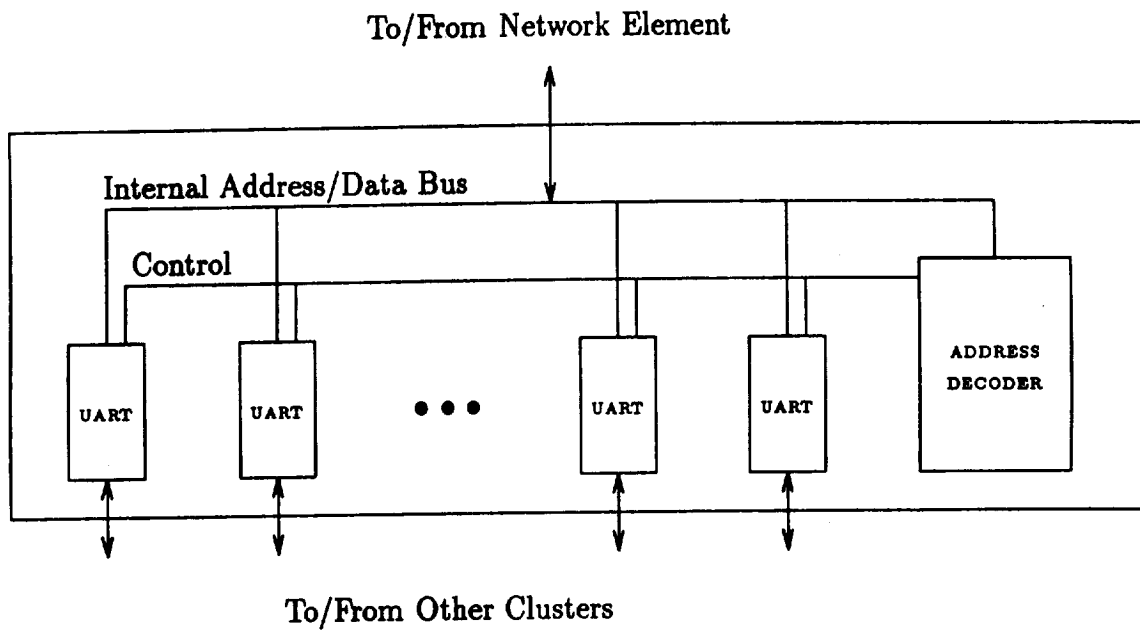 To/From Network Element
Internal Address/Data Bus
Control
UART
UART
UART
UART
ADDRESS
DECODER
To/From Other Clusters